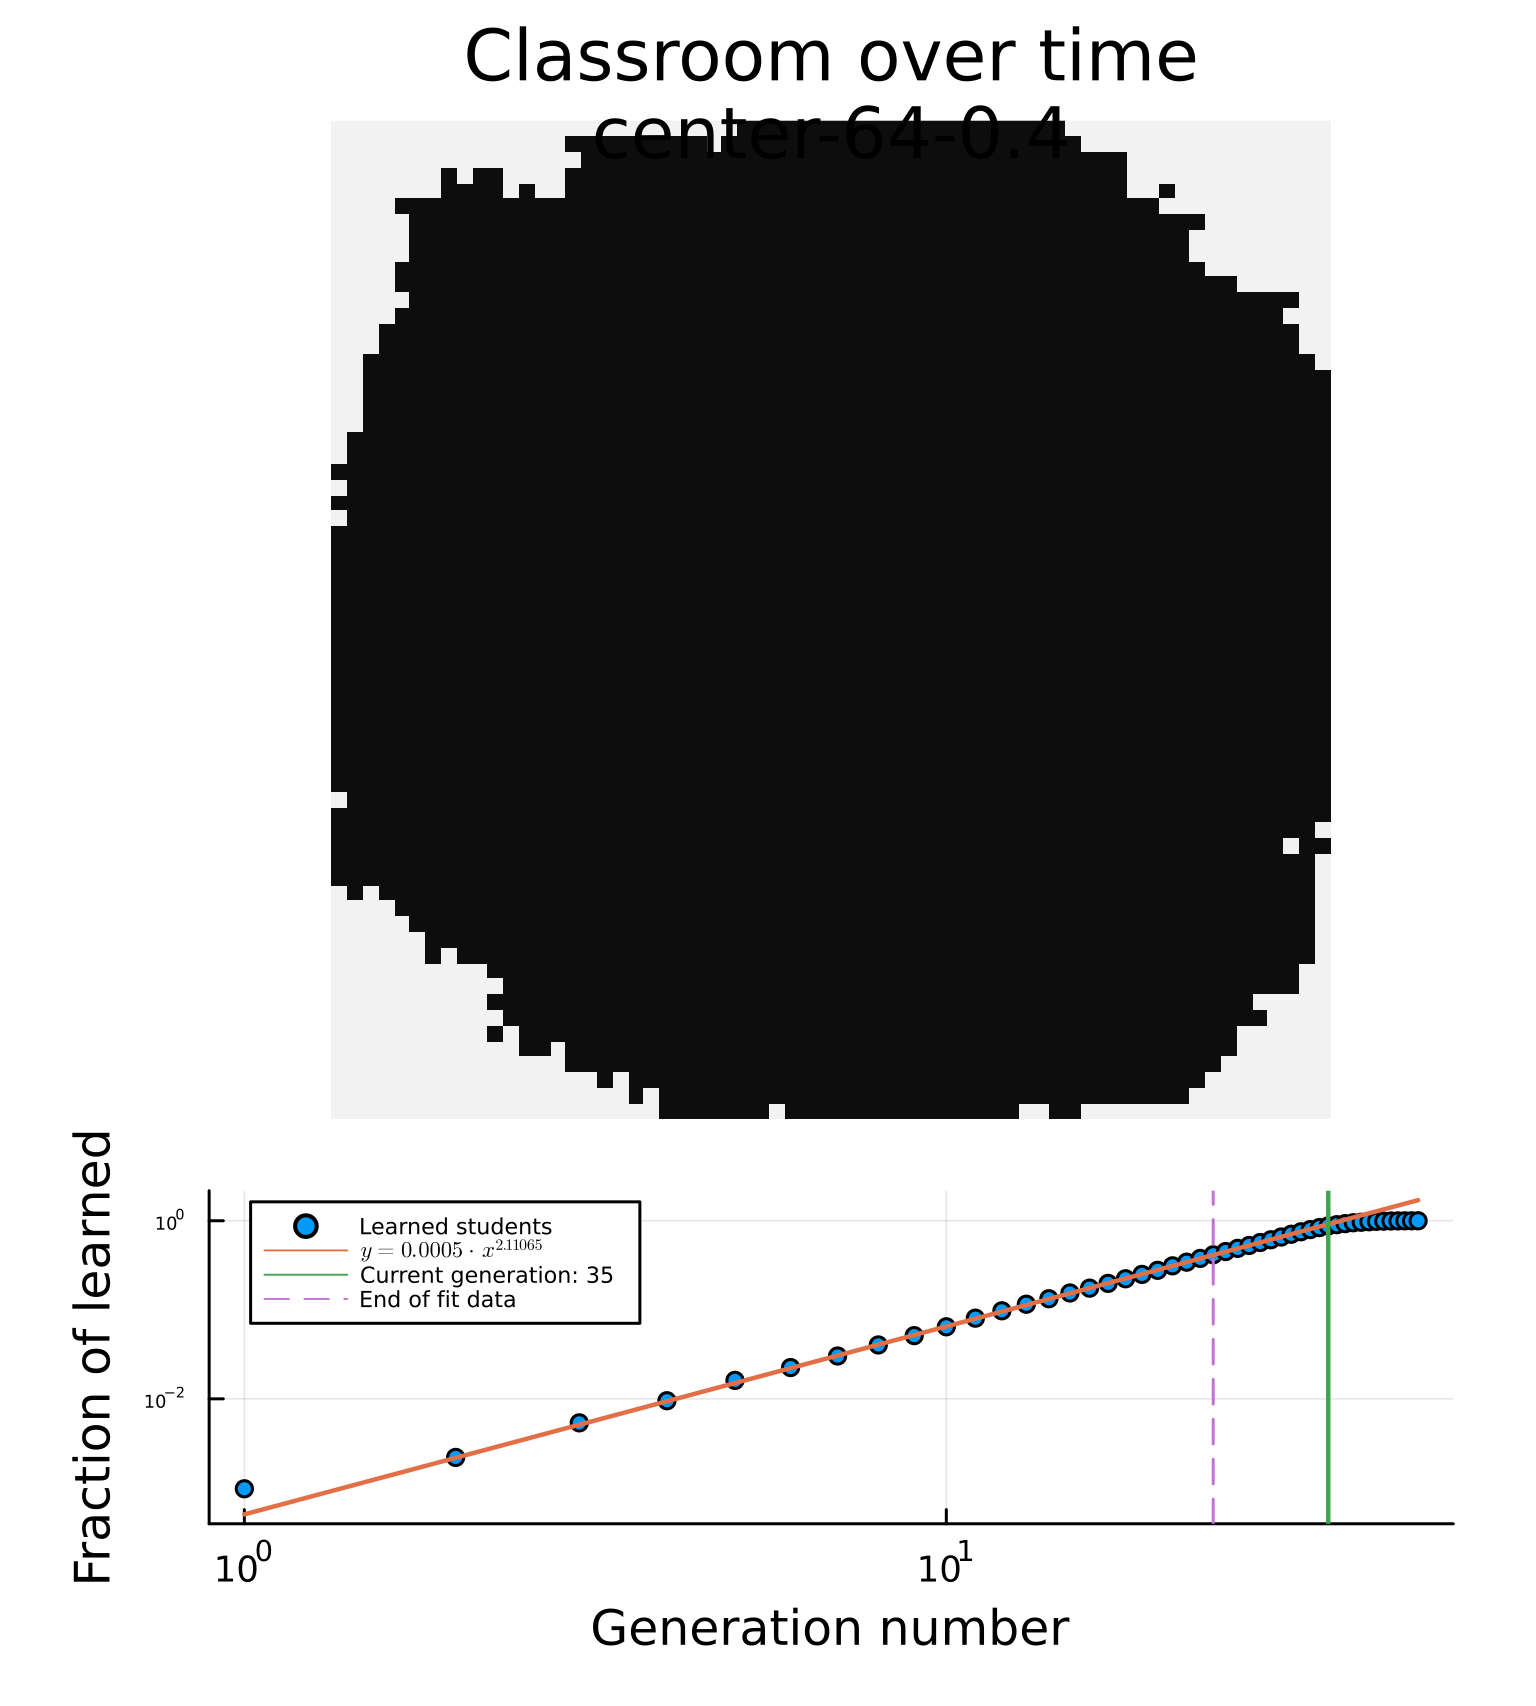 Classroom over time
center-64-0.4
Fraction of learned
10⁰
10⁻²
Learned students
y = 0.0005 · x^2.11065
Current generation: 35
End of fit data
10⁰
10¹
Generation number